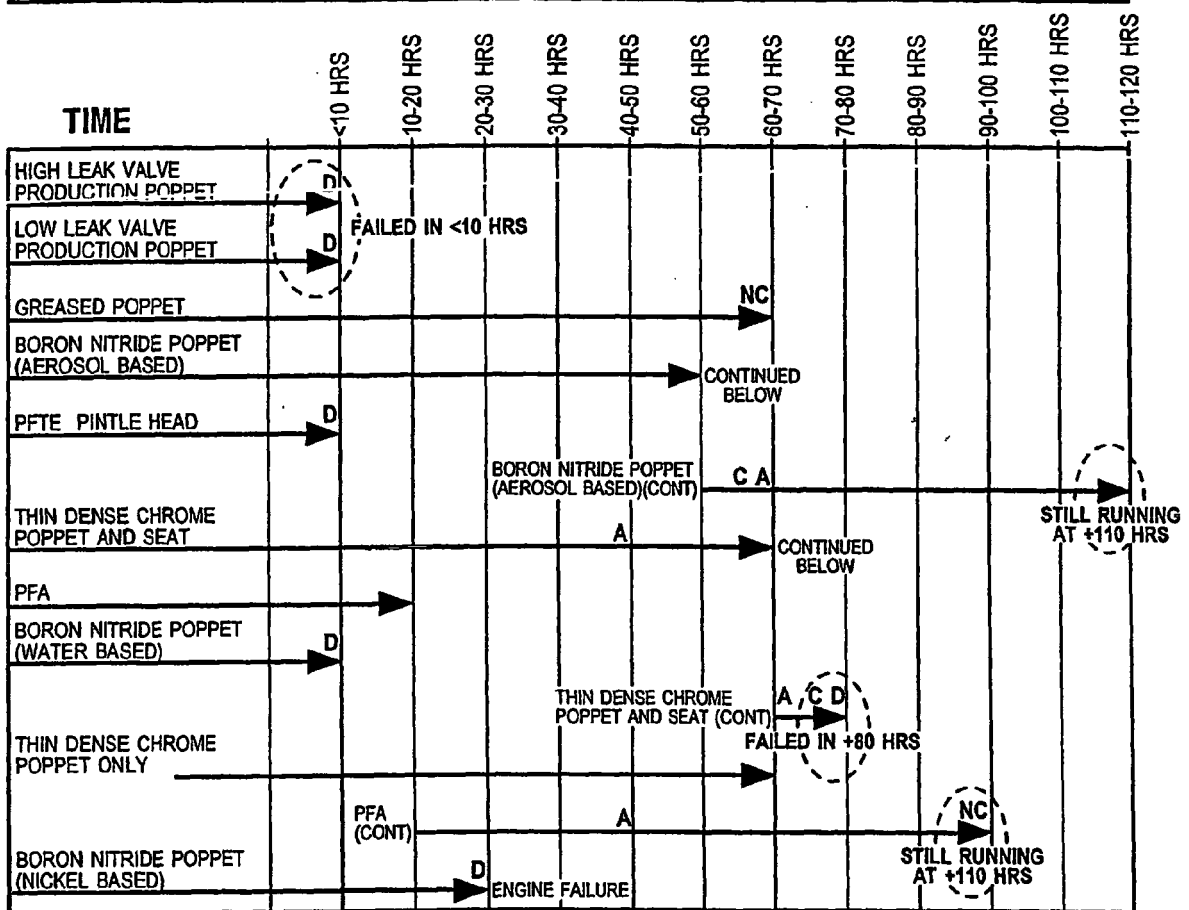 TIME
<10 HRS
10-20 HRS
20-30 HRS
30-40 HRS
40-50 HRS
50-60 HRS
60-70 HRS
70-80 HRS
80-90 HRS
90-100 HRS
100-110 HRS
110-120 HRS
HIGH LEAK VALVE
PRODUCTION POPPET
D
LOW LEAK VALVE
PRODUCTION POPPET
D
FAILED IN <10 HRS
GREASED POPPET
NC
BORON NITRIDE POPPET
(AEROSOL BASED)
CONTINUED
BELOW
PFTE PINTLE HEAD
D
BORON NITRIDE POPPET
(AEROSOL BASED)(CONT)
C A
STILL RUNNING
AT +110 HRS
THIN DENSE CHROME
POPPET AND SEAT
A
CONTINUED
BELOW
PFA
BORON NITRIDE POPPET
(WATER BASED)
D
THIN DENSE CHROME
POPPET AND SEAT (CONT)
A C D
FAILED IN +80 HRS
THIN DENSE CHROME
POPPET ONLY
PFA
(CONT)
A
NC
STILL RUNNING
AT +110 HRS
BORON NITRIDE POPPET
(NICKEL BASED)
D
ENGINE FAILURE